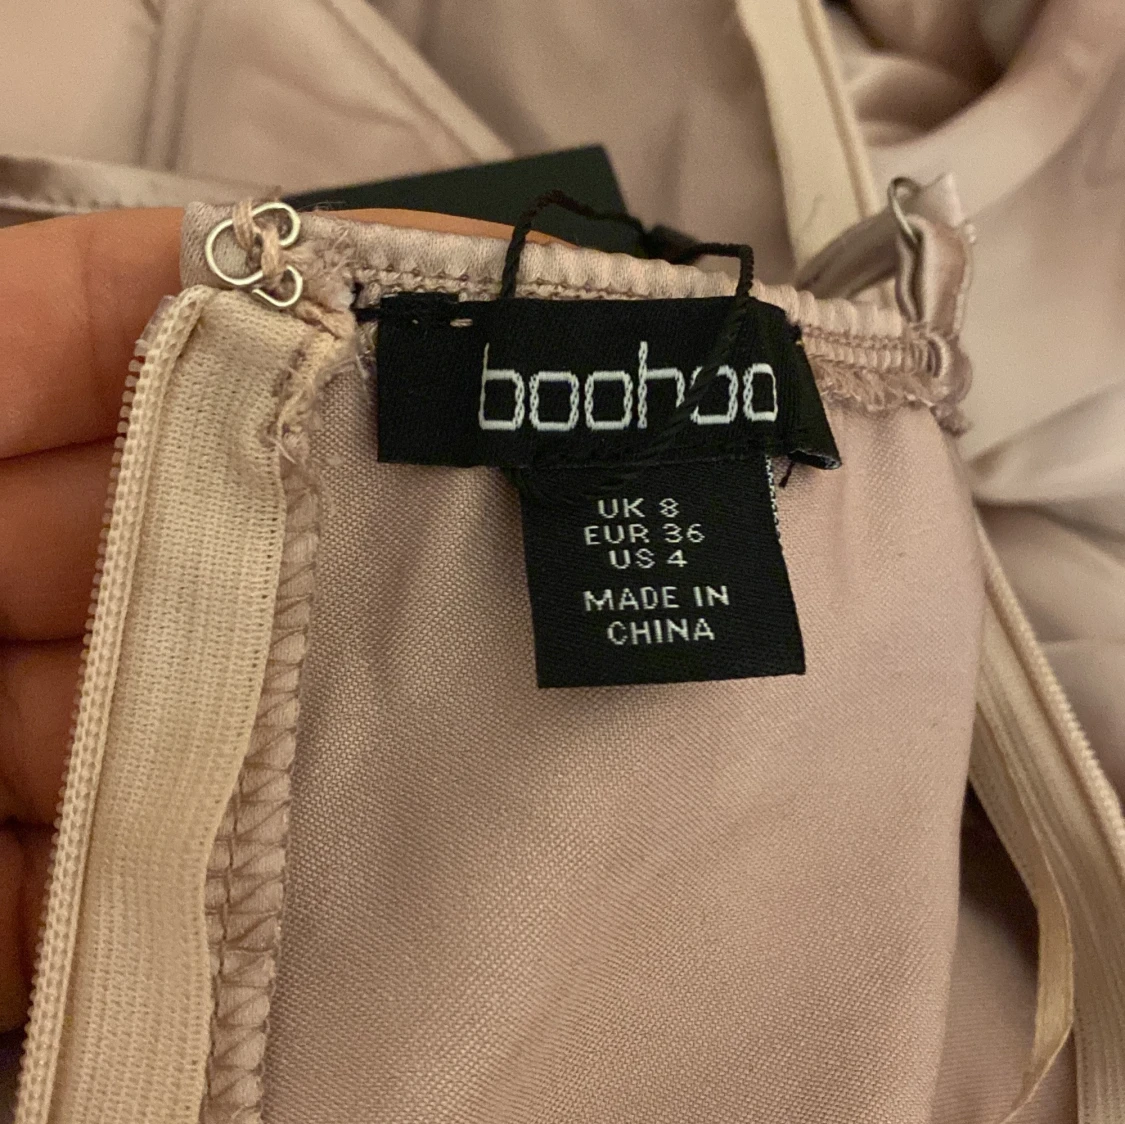 boohoo
UK 8
EUR 36
US 4
MADE IN
CHINA